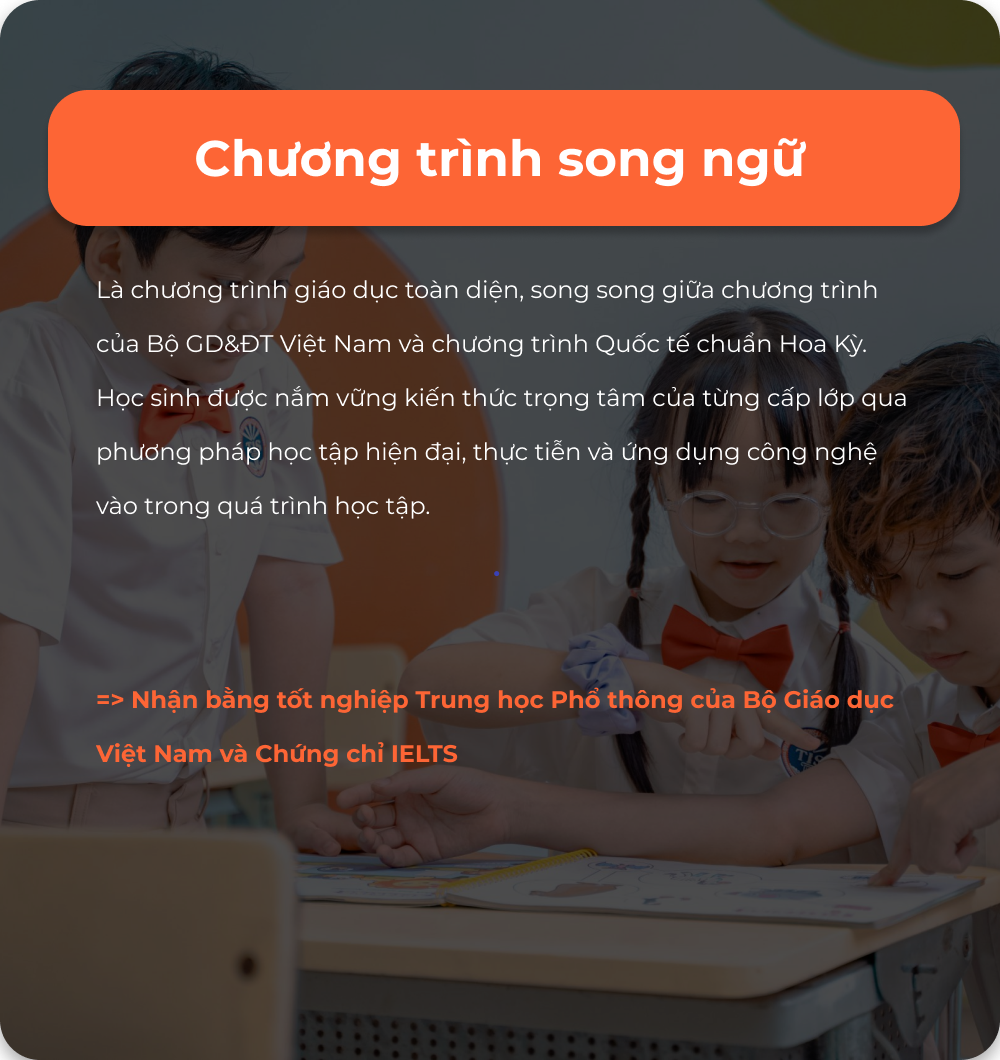 Chương trình song ngữ
Là chương trình giáo dục toàn diện, song song giữa chương trình
của Bộ GD&ĐT Việt Nam và chương trình Quốc tế chuẩn Hoa Kỳ.
Học sinh được nắm vững kiến thức trọng tâm của từng cấp lớp qua
phương pháp học tập hiện đại, thực tiễn và ứng dụng công nghệ
vào trong quá trình học tập.
=> Nhận bằng tốt nghiệp Trung học Phổ thông của Bộ Giáo dục
Việt Nam và Chứng chỉ IELTS